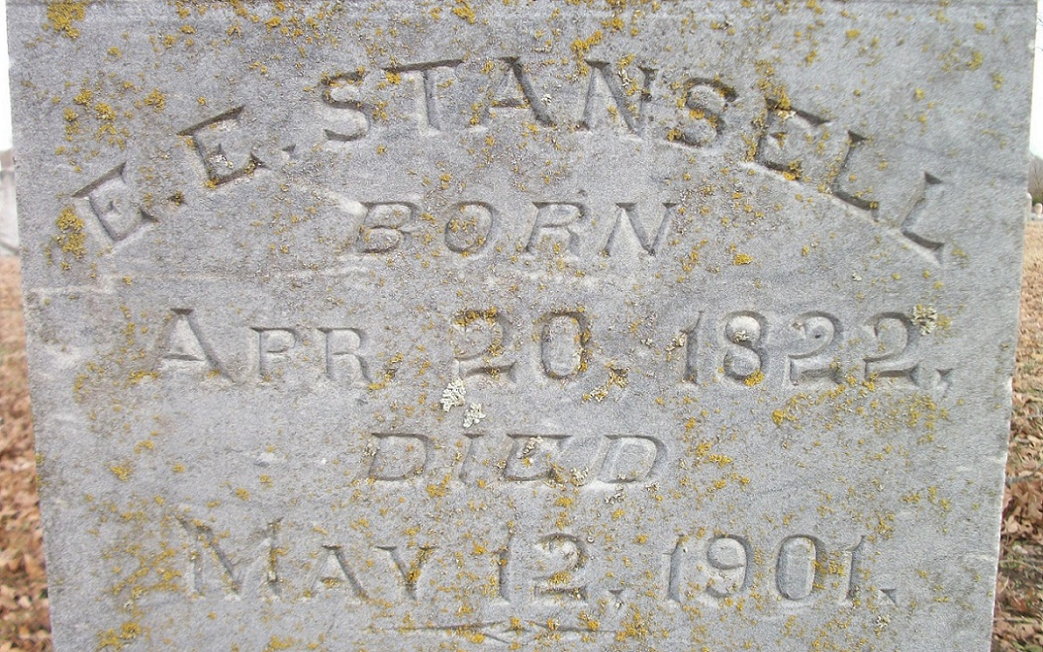 E. E. STANSELL
BORN
APR. 20, 1822,
DIED
MAY 12, 1901.